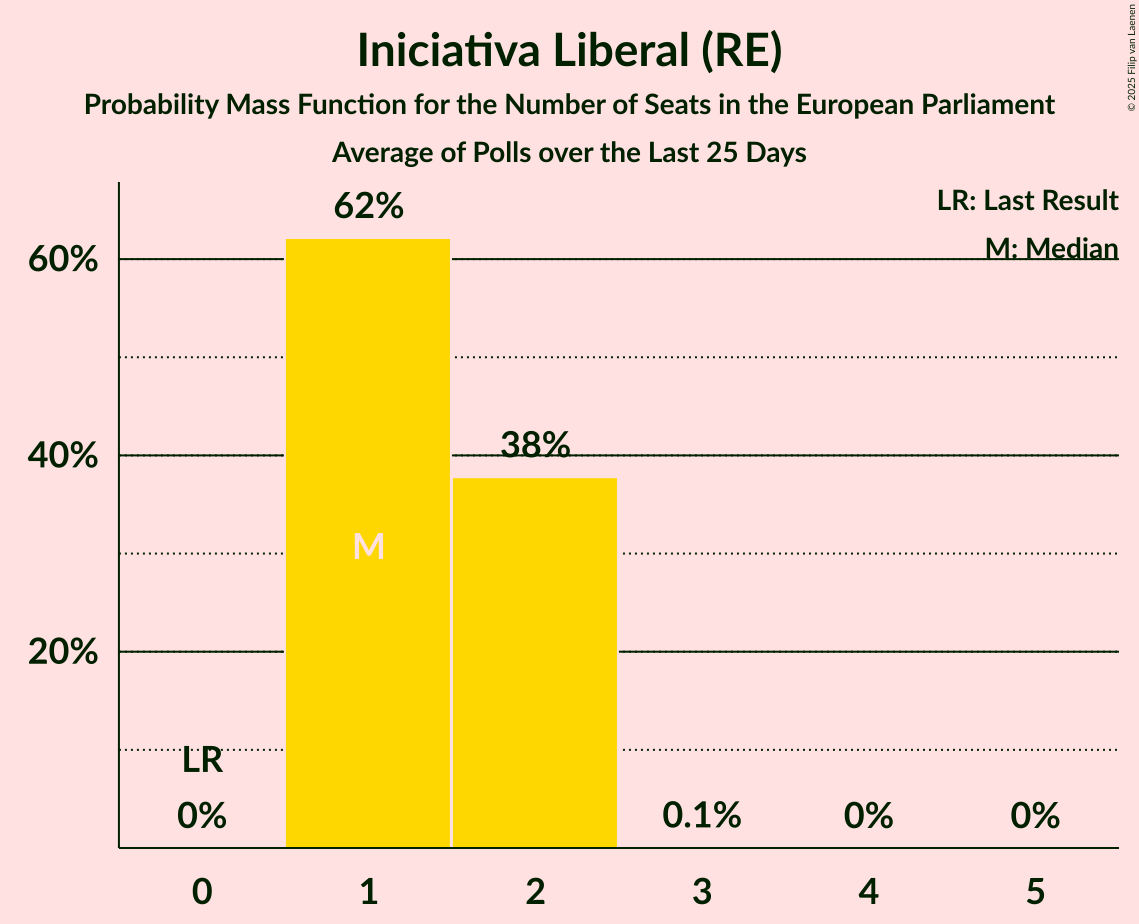 Iniciativa Liberal (RE)
Probability Mass Function for the Number of Seats in the European Parliament
Average of Polls over the Last 25 Days
© 2025 Filip van Laenen
LR: Last Result
M: Median
62%
60%
38%
40%
M
20%
LR
0%
0.1%
0%
0%
0 1 2 3 4 5